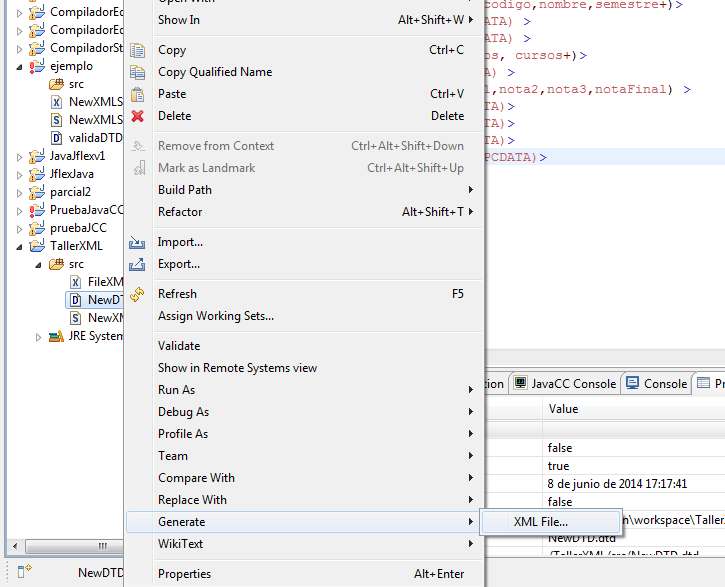 CompiladorEc
CompiladorEc
CompiladorSt
ejemplo
src
NewXMLS
NewXMLS
validaDTD
JavaJflexv1
JflexJava
parcial2
PruebaJavaCC
pruebaJCC
TallerXML
src
FileXM
NewDT
NewXM
JRE System
NewDTD
Show In Alt+Shift+W
Copy Ctrl+C
Copy Qualified Name
Paste Ctrl+V
Delete Delete
Remove from Context Ctrl+Alt+Shift+Down
Mark as Landmark Ctrl+Alt+Shift+Up
Build Path
Refactor Alt+Shift+T
Import...
Export...
Refresh F5
Assign Working Sets...
Validate
Show in Remote Systems view
Run As
Debug As
Profile As
Team
Compare With
Replace With
Generate
WikiText
Properties Alt+Enter
XML File...
codigo,nombre,semestre+)>
ATA) >
ATA) >
os, cursos+)>
A) >
1,nota2,nota3,notaFinal) >
TA)>
TA)>
TA)>
PCDATA)>
tion JavaCC Console Console Pr
Value
false
true
8 de junio de 2014 17:17:41
false
n\workspace\Taller
NewDTD.dtd
/TallerXML/src/NewDTD.dtd